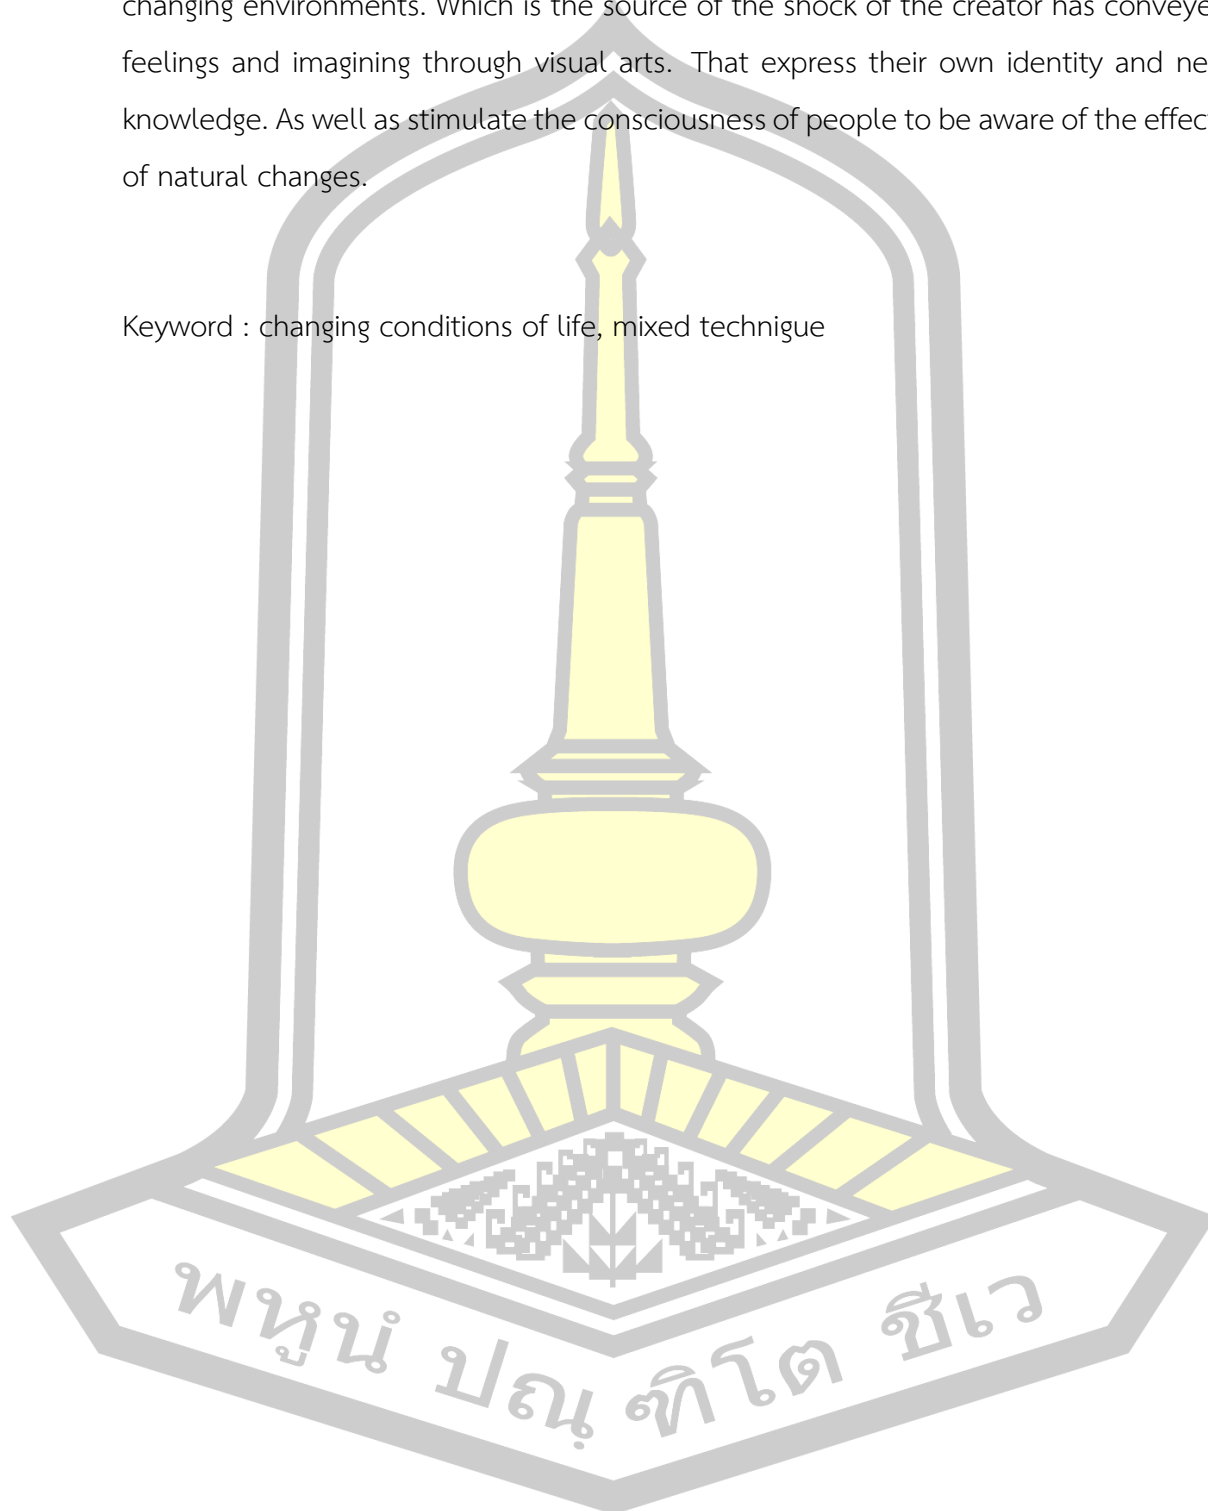 changing environments. Which is the source of the shock of the creator has conveye
feelings and imagining through visual arts. That express their own identity and ne
knowledge. As well as stimulate the consciousness of people to be aware of the effec
of natural changes.
Keyword : changing conditions of life, mixed technigue
พหูนํ ปณฺฑิโต ชีเว